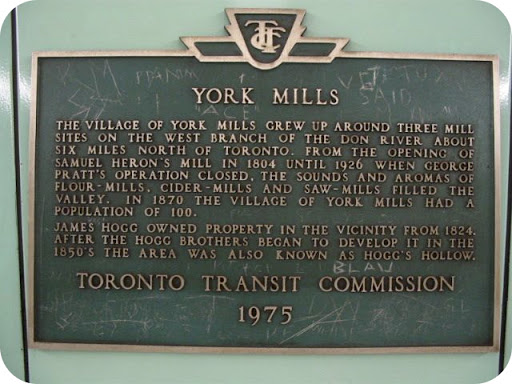 TTC
YORK MILLS
THE VILLAGE OF YORK MILLS GREW UP AROUND THREE MILL
SITES ON THE WEST BRANCH OF THE DON RIVER ABOUT
SIX MILES NORTH OF TORONTO. FROM THE OPENING OF
SAMUEL HERON'S MILL IN 1804 UNTIL 1926 WHEN GEORGE
PRATT'S OPERATION CLOSED, THE SOUNDS AND AROMAS OF
FLOUR-MILLS, CIDER-MILLS AND SAW-MILLS FILLED THE
VALLEY. IN 1870 THE VILLAGE OF YORK MILLS HAD A
POPULATION OF 100.
JAMES HOGG OWNED PROPERTY IN THE VICINITY FROM 1824.
AFTER THE HOGG BROTHERS BEGAN TO DEVELOP IT IN THE
1850'S THE AREA WAS ALSO KNOWN AS HOGG'S HOLLOW.
BLAU
TORONTO TRANSIT COMMISSION
1975